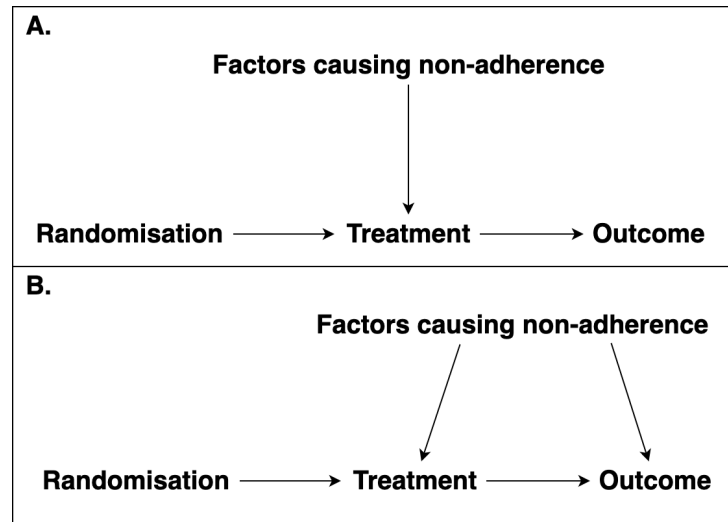 A.
Factors causing non-adherence
Randomisation Treatment Outcome
B.
Factors causing non-adherence
Randomisation Treatment Outcome